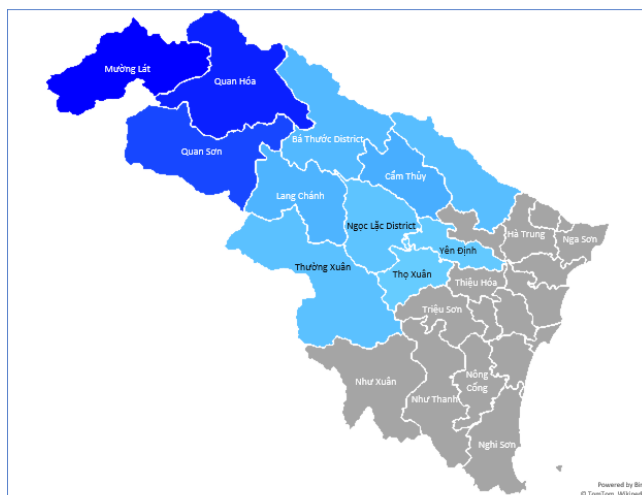 Mường Lát
Quan Hóa
Bá Thước District
Quan Sơn
Cẩm Thủy
Lang Chánh
Ngọc Lặc District
Hà Trung
Nga Sơn
Yên Định
Thường Xuân
Thọ Xuân
Thiệu Hóa
Triệu Sơn
Như Xuân
Nông
Cống
Như Thanh
Nghi Sơn
Powered by Bin
© TomTom, Wikiped